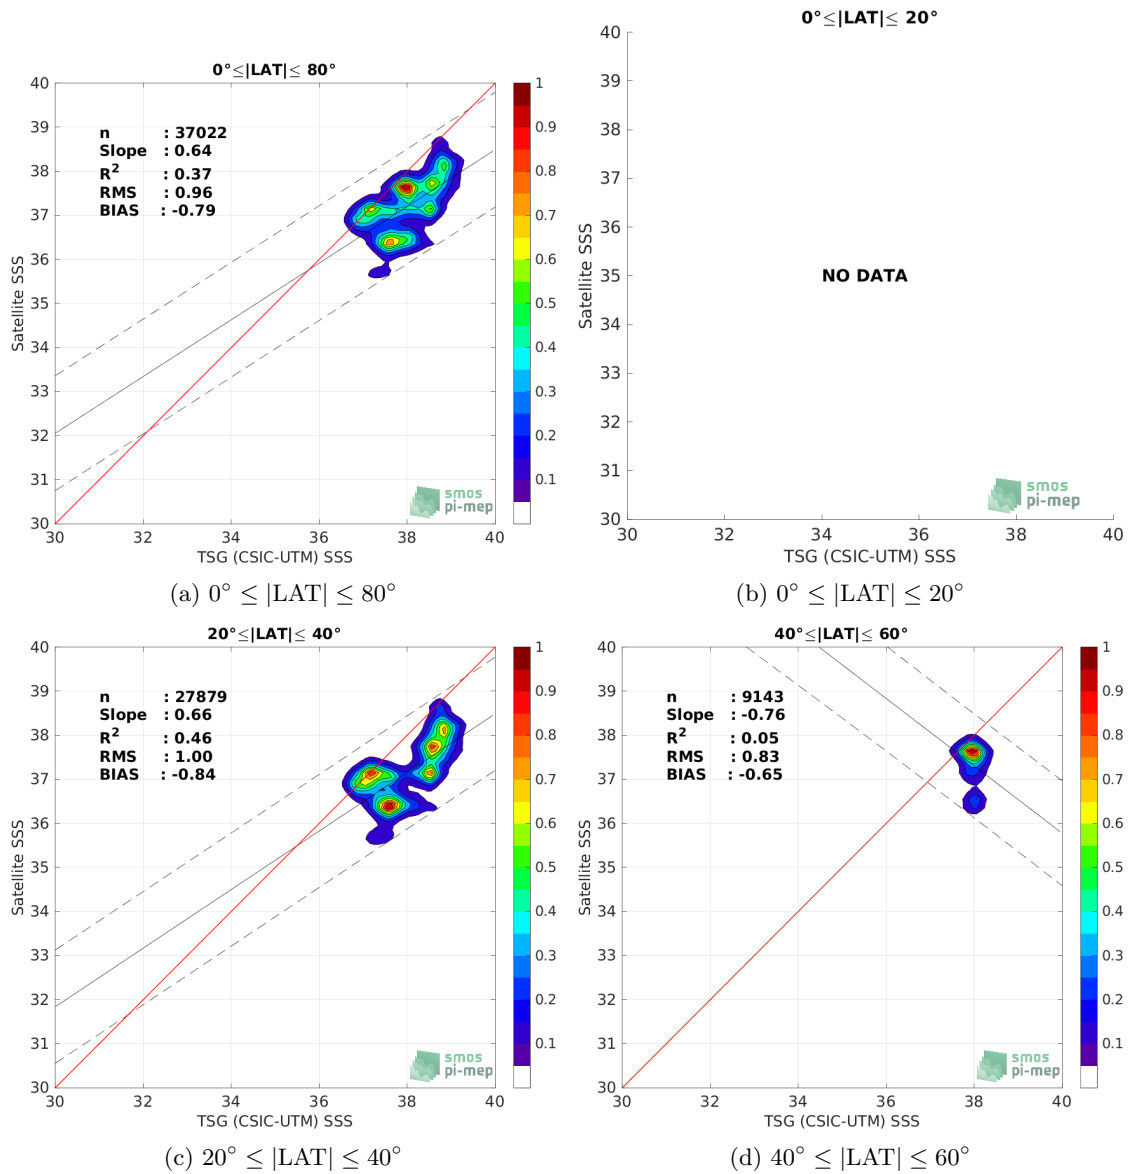 0°≤|LAT|≤ 80°
40
39
38
37
36
35
34
33
32
31
30
30 32 34 36 38 40
Satellite SSS
TSG (CSIC-UTM) SSS
n : 37022
Slope : 0.64
R2 : 0.37
RMS : 0.96
BIAS : -0.79
1
0.9
0.8
0.7
0.6
0.5
0.4
0.3
0.2
0.1
smos
pi-mep
(a) 0° ≤ |LAT| ≤ 80°
0°≤|LAT|≤ 20°
40
39
38
37
36
35
34
33
32
31
30
30 32 34 36 38 40
Satellite SSS
TSG (CSIC-UTM) SSS
NO DATA
smos
pi-mep
(b) 0° ≤ |LAT| ≤ 20°
20°≤|LAT|≤ 40°
40
39
38
37
36
35
34
33
32
31
30
30 32 34 36 38 40
Satellite SSS
TSG (CSIC-UTM) SSS
n : 27879
Slope : 0.66
R2 : 0.46
RMS : 1.00
BIAS : -0.84
1
0.9
0.8
0.7
0.6
0.5
0.4
0.3
0.2
0.1
smos
pi-mep
(c) 20° ≤ |LAT| ≤ 40°
40°≤|LAT|≤ 60°
40
39
38
37
36
35
34
33
32
31
30
30 32 34 36 38 40
Satellite SSS
TSG (CSIC-UTM) SSS
n : 9143
Slope : -0.76
R2 : 0.05
RMS : 0.83
BIAS : -0.65
1
0.9
0.8
0.7
0.6
0.5
0.4
0.3
0.2
0.1
smos
pi-mep
(d) 40° ≤ |LAT| ≤ 60°